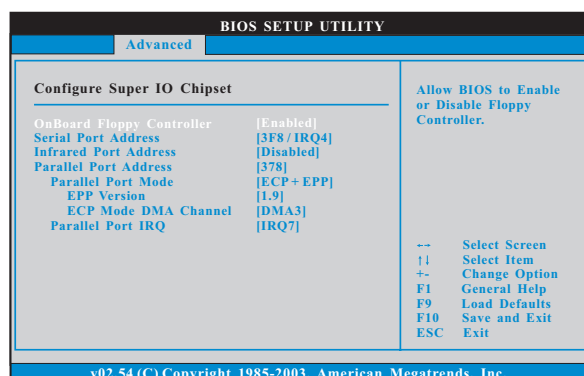 BIOS SETUP UTILITY
Advanced
Configure Super IO Chipset
OnBoard Floppy Controller [Enabled]
Serial Port Address [3F8 / IRQ4]
Infrared Port Address [Disabled]
Parallel Port Address [378]
Parallel Port Mode [ECP + EPP]
EPP Version [1.9]
ECP Mode DMA Channel [DMA3]
Parallel Port IRQ [IRQ7]
Allow BIOS to Enable
or Disable Floppy
Controller.
←→ Select Screen
↑↓ Select Item
+- Change Option
F1 General Help
F9 Load Defaults
F10 Save and Exit
ESC Exit
v02.54 (C) Copyright 1985-2003, American Megatrends, Inc.